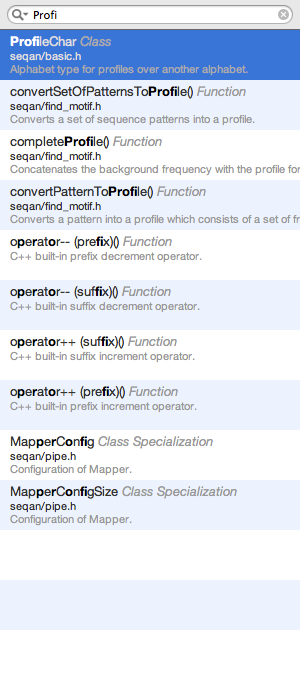 Profi
ProfileChar Class
seqan/basic.h
Alphabet type for profiles over another alphabet.
convertSetOfPatternsToProfile() Function
seqan/find_motif.h
Converts a set of sequence patterns into a profile.
completeProfile() Function
seqan/find_motif.h
Concatenates the background frequency with the profile for
convertPatternToProfile() Function
seqan/find_motif.h
Converts a pattern into a profile which consists of a set of fr
operator-- (prefix)() Function
C++ built-in prefix decrement operator.
operator-- (suffix)() Function
C++ built-in suffix decrement operator.
operator++ (suffix)() Function
C++ built-in suffix increment operator.
operator++ (prefix)() Function
C++ built-in prefix increment operator.
MapperConfig Class Specialization
seqan/pipe.h
Configuration of Mapper.
MapperConfigSize Class Specialization
seqan/pipe.h
Configuration of Mapper.